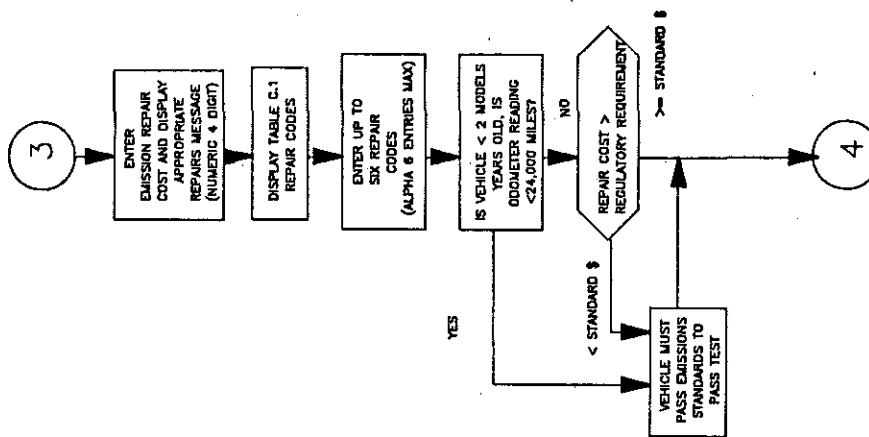 3
ENTER
EMISSION REPAIR
COST AND DISPLAY
APPROPRIATE
REPAIRS MESSAGE
(NUMERIC 4 DIGIT)
DISPLAY TABLE C.1
REPAIR CODES
ENTER UP TO
SIX REPAIR
CODES
(ALPHA 6 ENTRIES MAX)
IS VEHICLE < 2 MODELS
YEARS OLD, IS
ODOMETER READING
<24,000 MILES?
YES
NO
REPAIR COST >
REGULATORY REQUIREMENT
< STANDARD $
>= STANDARD $
VEHICLE MUST
PASS EMISSIONS
STANDARDS TO
PASS TEST
4